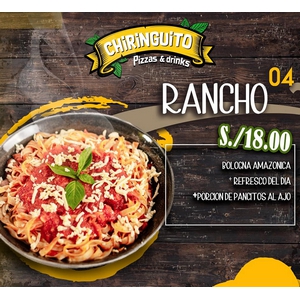 CHIRINGUITO
Pizzas & drinks
04
RANCHO
S./18.00
BOLOGNA AMAZONICA
+ REFRESCO DEL DIA
+PORCION DE PANCITOS AL AJO